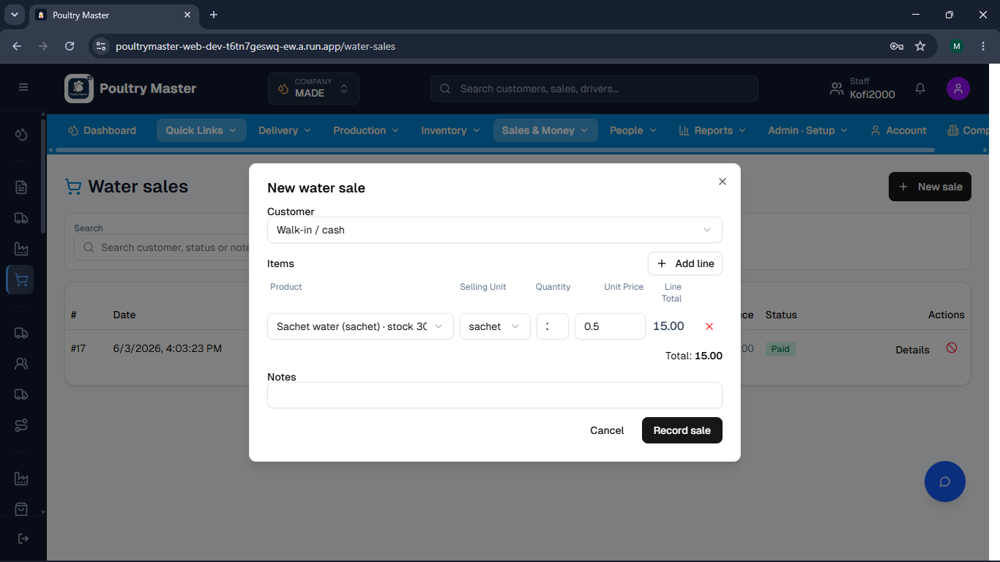 Poultry Master
poultrymaster-web-dev-t6tn7geswq-ew.a.run.app/water-sales
M
Poultry Master
COMPANY
MADE
Search customers, sales, drivers...
Staff
Kofi2000
Dashboard
Quick Links
Delivery
Production
Inventory
Sales & Money
People
Reports
Admin · Setup
Account
Comp
Water sales
New sale
Search
Search customer, status or note
# Date
nce Status Actions
#17 6/3/2026, 4:03:23 PM
00 Paid Details
New water sale
Customer
Walk-in / cash
Items
Add line
Product Selling Unit Quantity Unit Price Line
Total
Sachet water (sachet) · stock 30 sachet 0.5 15.00
Total: 15.00
Notes
Cancel
Record sale